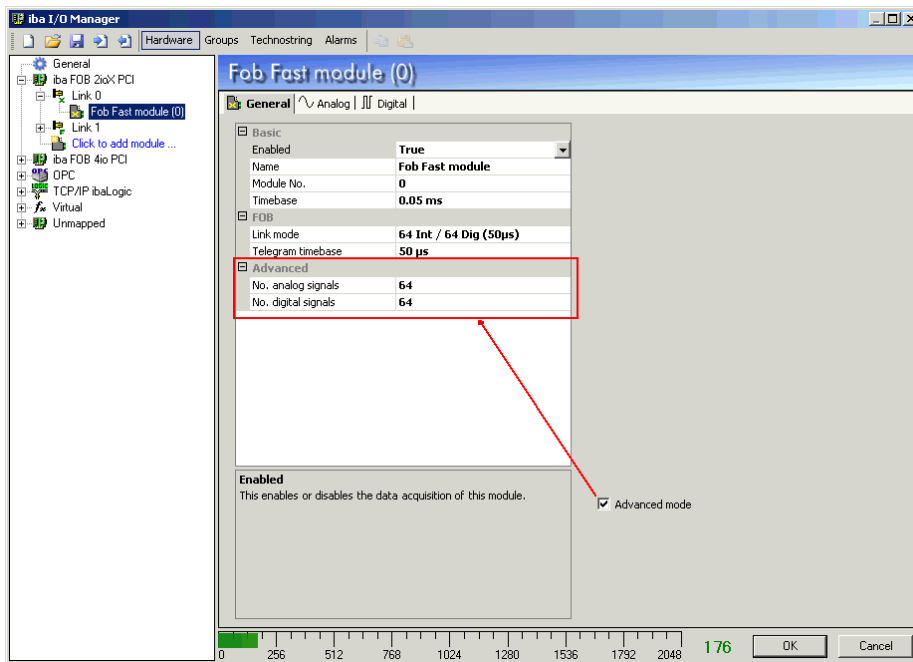 iba I/O Manager
Hardware Groups Technostring Alarms
General
iba FOB 2ioX PCI
Link 0
Fob Fast module (0)
Link 1
Click to add module ...
iba FOB 4io PCI
OPC
TCP/IP ibaLogic
Virtual
Unmapped
Fob Fast module (0)
General Analog Digital
Basic
Enabled True
Name Fob Fast module
Module No. 0
Timebase 0.05 ms
FOB
Link mode 64 Int / 64 Dig (50µs)
Telegram timebase 50 µs
Advanced
No. analog signals 64
No. digital signals 64
Enabled
This enables or disables the data acquisition of this module.
Advanced mode
0 256 512 768 1024 1280 1536 1792 2048
176 OK Cancel